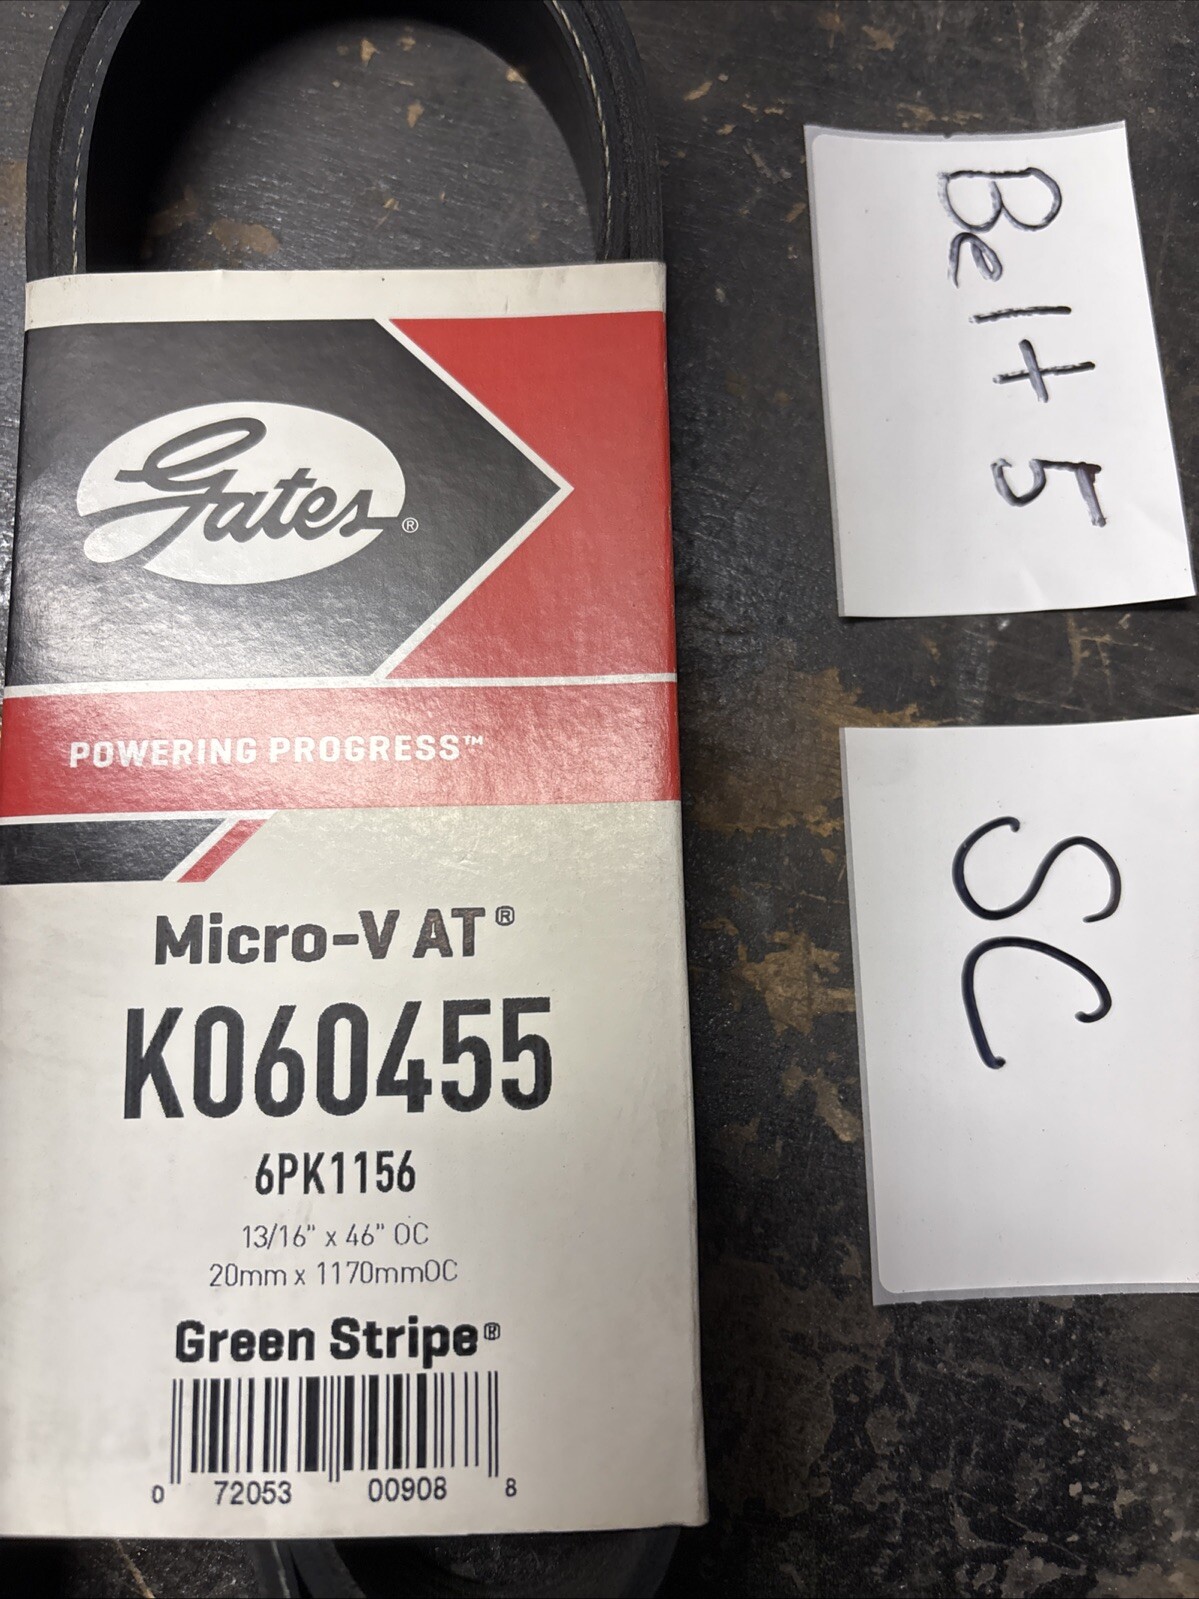 Gates®
POWERING PROGRESS™
Micro-V AT®
K060455
6PK1156
13/16" x 46" OC
20mm x 1170mmOC
Green Stripe®
0 72053 00908 8
Belt 5
SC